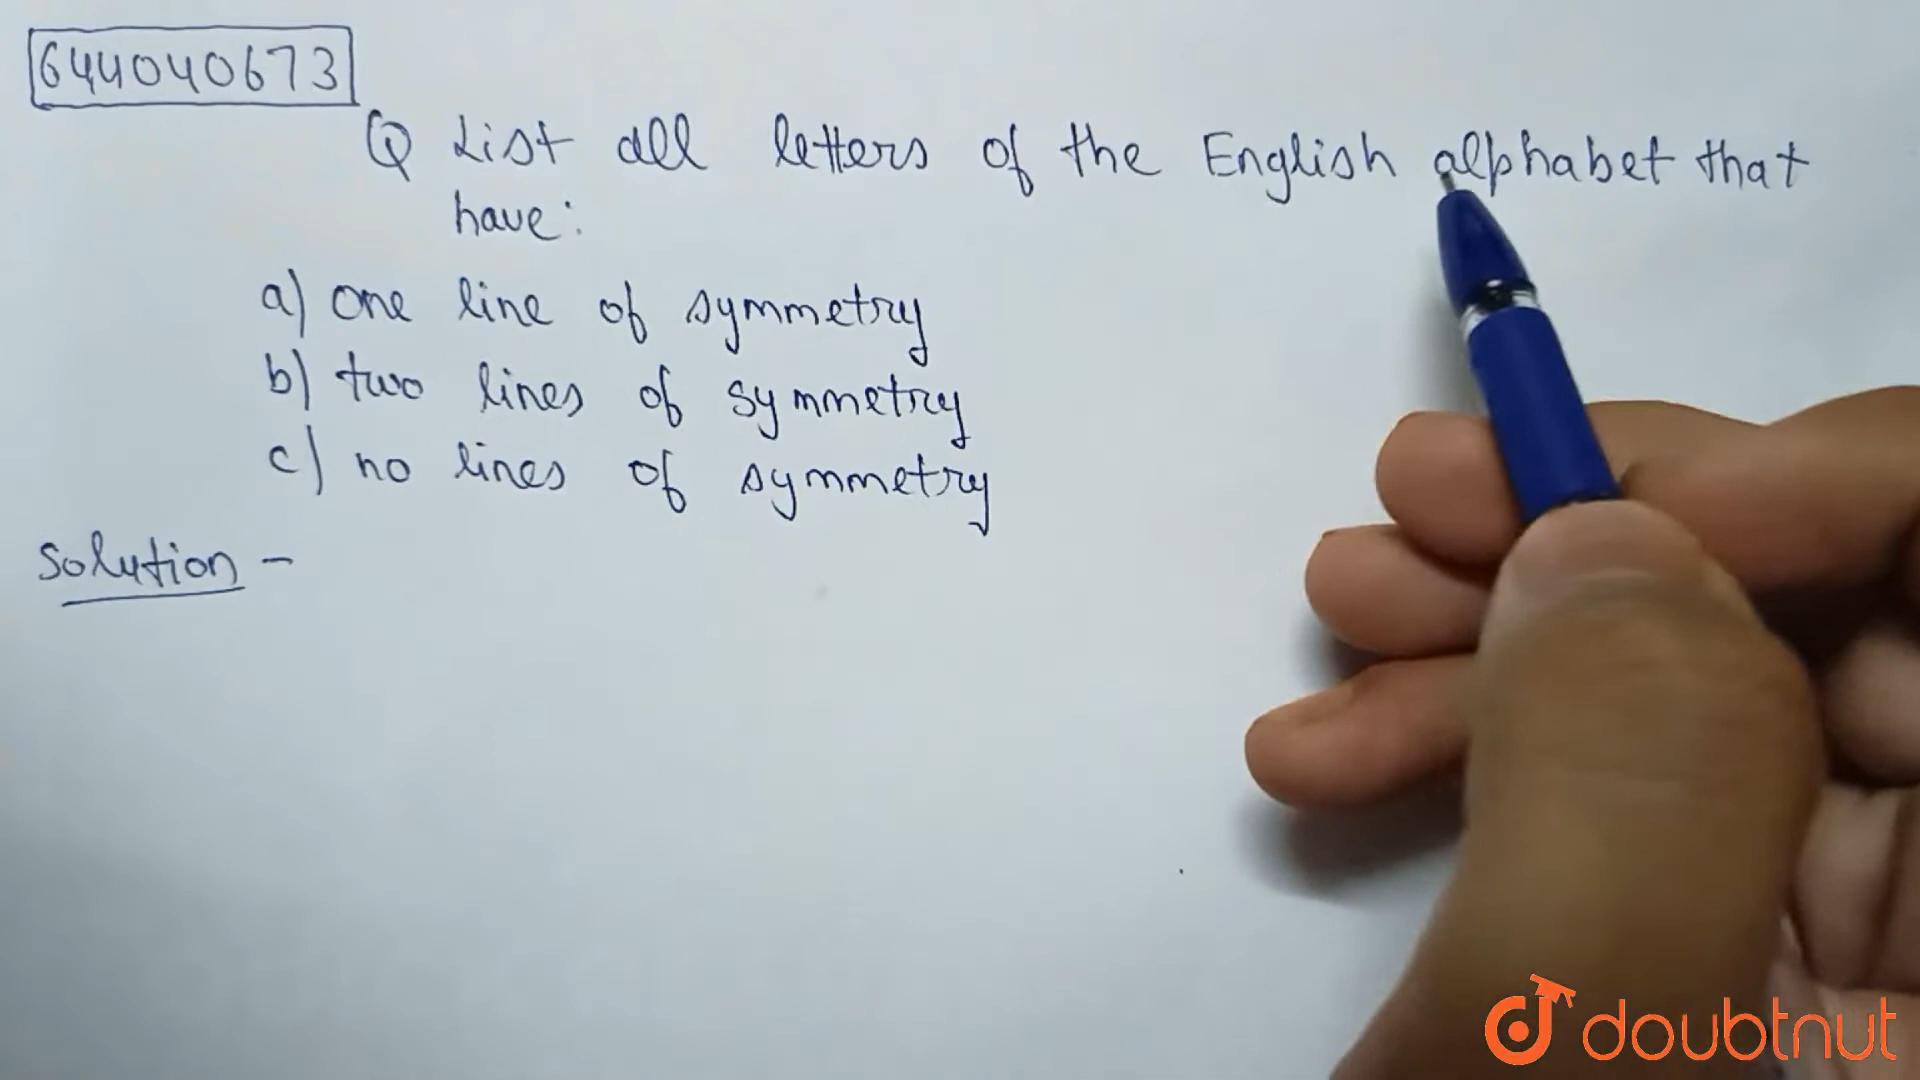 644040673
Q List all letters of the English alphabet that
have:
a) one line of symmetry
b) two lines of symmetry
c) no lines of symmetry
Solution -
doubtnut